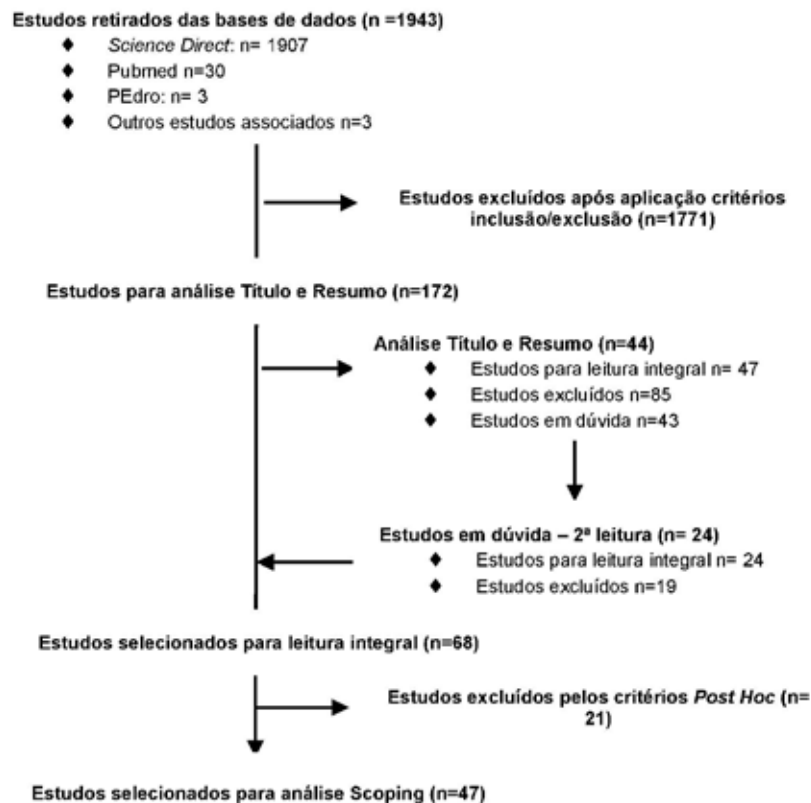 Estudos retirados das bases de dados (n =1943)
♦ Science Direct: n= 1907
♦ Pubmed n=30
♦ PEdro: n= 3
♦ Outros estudos associados n=3
Estudos excluídos após aplicação critérios
inclusão/exclusão (n=1771)
Estudos para análise Título e Resumo (n=172)
Análise Título e Resumo (n=44)
♦ Estudos para leitura integral n= 47
♦ Estudos excluídos n=85
♦ Estudos em dúvida n=43
Estudos em dúvida – 2ª leitura (n= 24)
♦ Estudos para leitura integral n= 24
♦ Estudos excluídos n=19
Estudos selecionados para leitura integral (n=68)
Estudos excluídos pelos critérios Post Hoc (n=
21)
Estudos selecionados para análise Scoping (n=47)